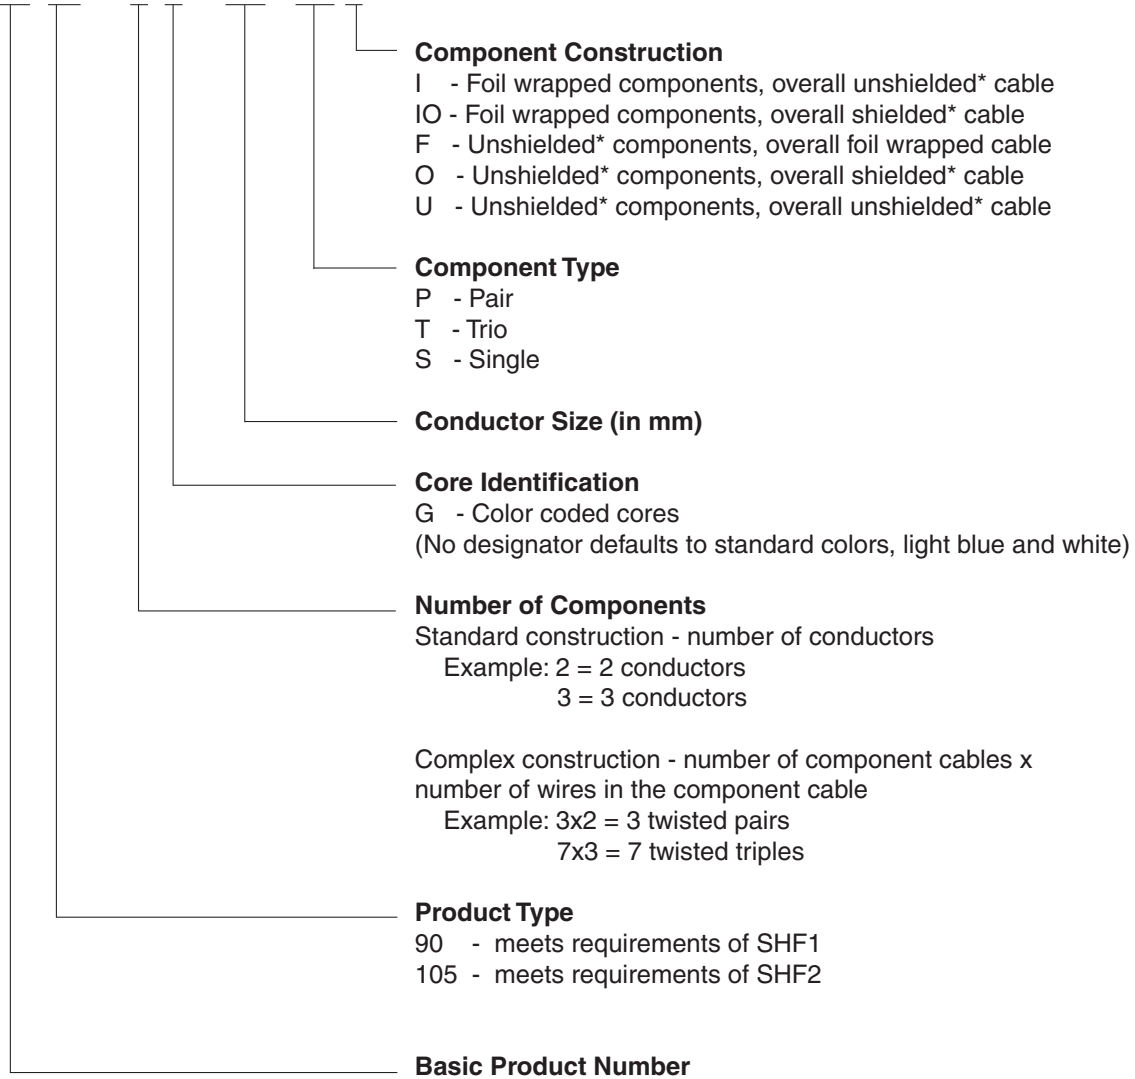 Component Construction
I - Foil wrapped components, overall unshielded* cable
IO - Foil wrapped components, overall shielded* cable
F - Unshielded* components, overall foil wrapped cable
O - Unshielded* components, overall shielded* cable
U - Unshielded* components, overall unshielded* cable
Component Type
P - Pair
T - Trio
S - Single
Conductor Size (in mm)
Core Identification
G - Color coded cores
(No designator defaults to standard colors, light blue and white)
Number of Components
Standard construction - number of conductors
Example: 2 = 2 conductors
3 = 3 conductors
Complex construction - number of component cables x
number of wires in the component cable
Example: 3x2 = 3 twisted pairs
7x3 = 7 twisted triples
Product Type
90 - meets requirements of SHF1
105 - meets requirements of SHF2
Basic Product Number